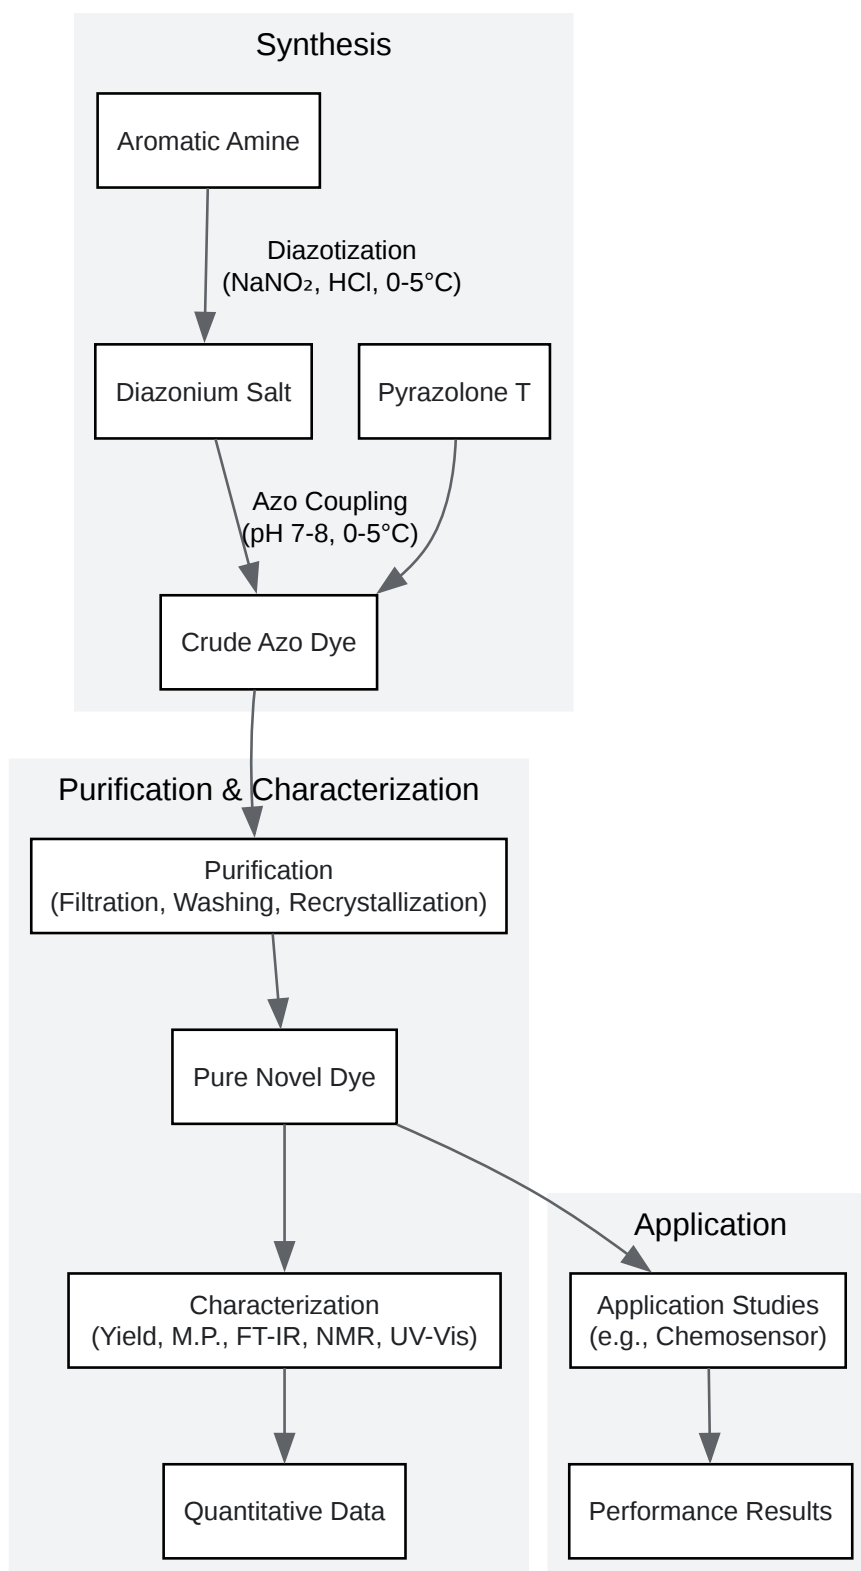 Synthesis
Aromatic Amine
Diazotization
(NaNO₂, HCl, 0-5°C)
Diazonium Salt
Pyrazolone T
Azo Coupling
(pH 7-8, 0-5°C)
Crude Azo Dye
Purification & Characterization
Purification
(Filtration, Washing, Recrystallization)
Pure Novel Dye
Application
Characterization
(Yield, M.P., FT-IR, NMR, UV-Vis)
Application Studies
(e.g., Chemosensor)
Quantitative Data
Performance Results